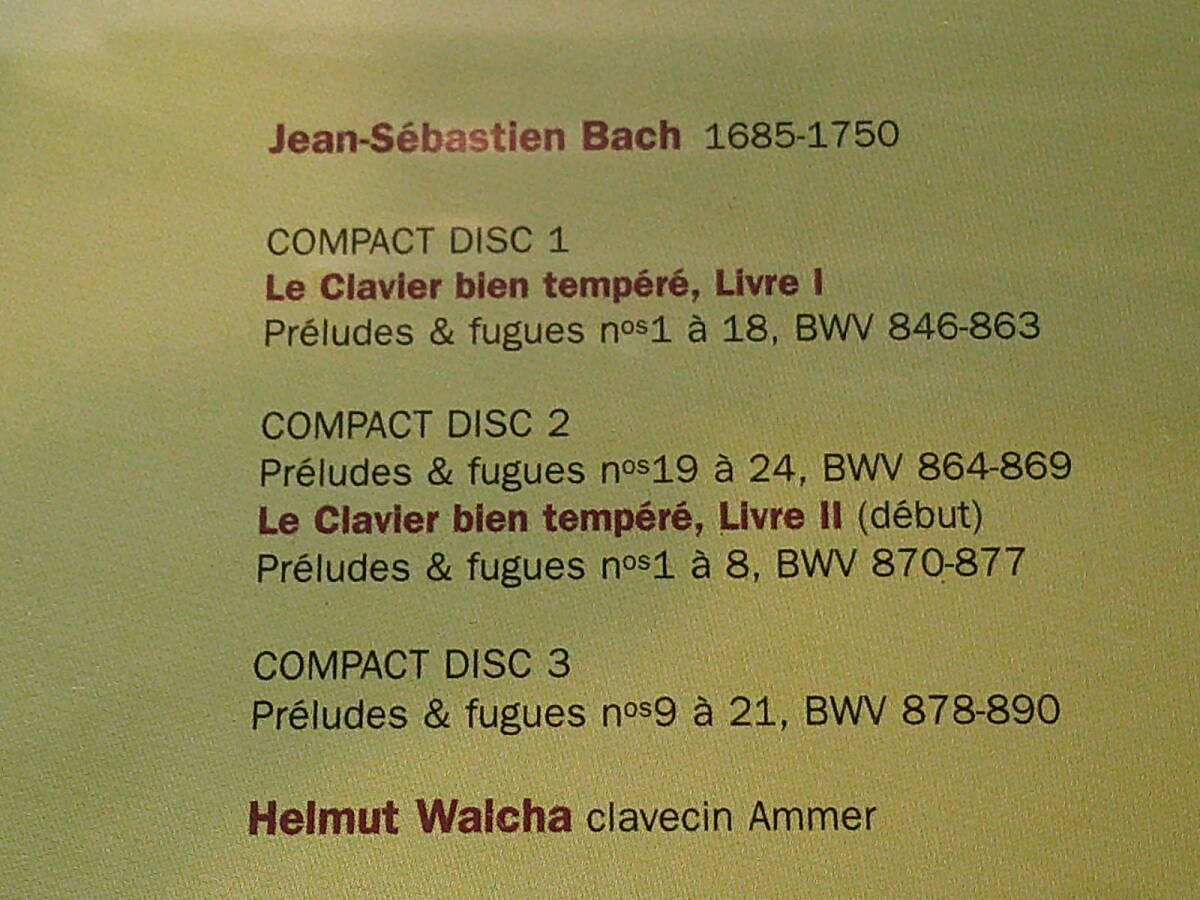 Jean-Sébastien Bach 1685-1750
COMPACT DISC 1
Le Clavier bien tempéré, Livre I
Préludes & fugues nos1 à 18, BWV 846-863
COMPACT DISC 2
Préludes & fugues nos19 à 24, BWV 864-869
Le Clavier bien tempéré, Livre II (début)
Préludes & fugues nos1 à 8, BWV 870-877
COMPACT DISC 3
Préludes & fugues nos9 à 21, BWV 878-890
Helmut Walcha clavecin Ammer